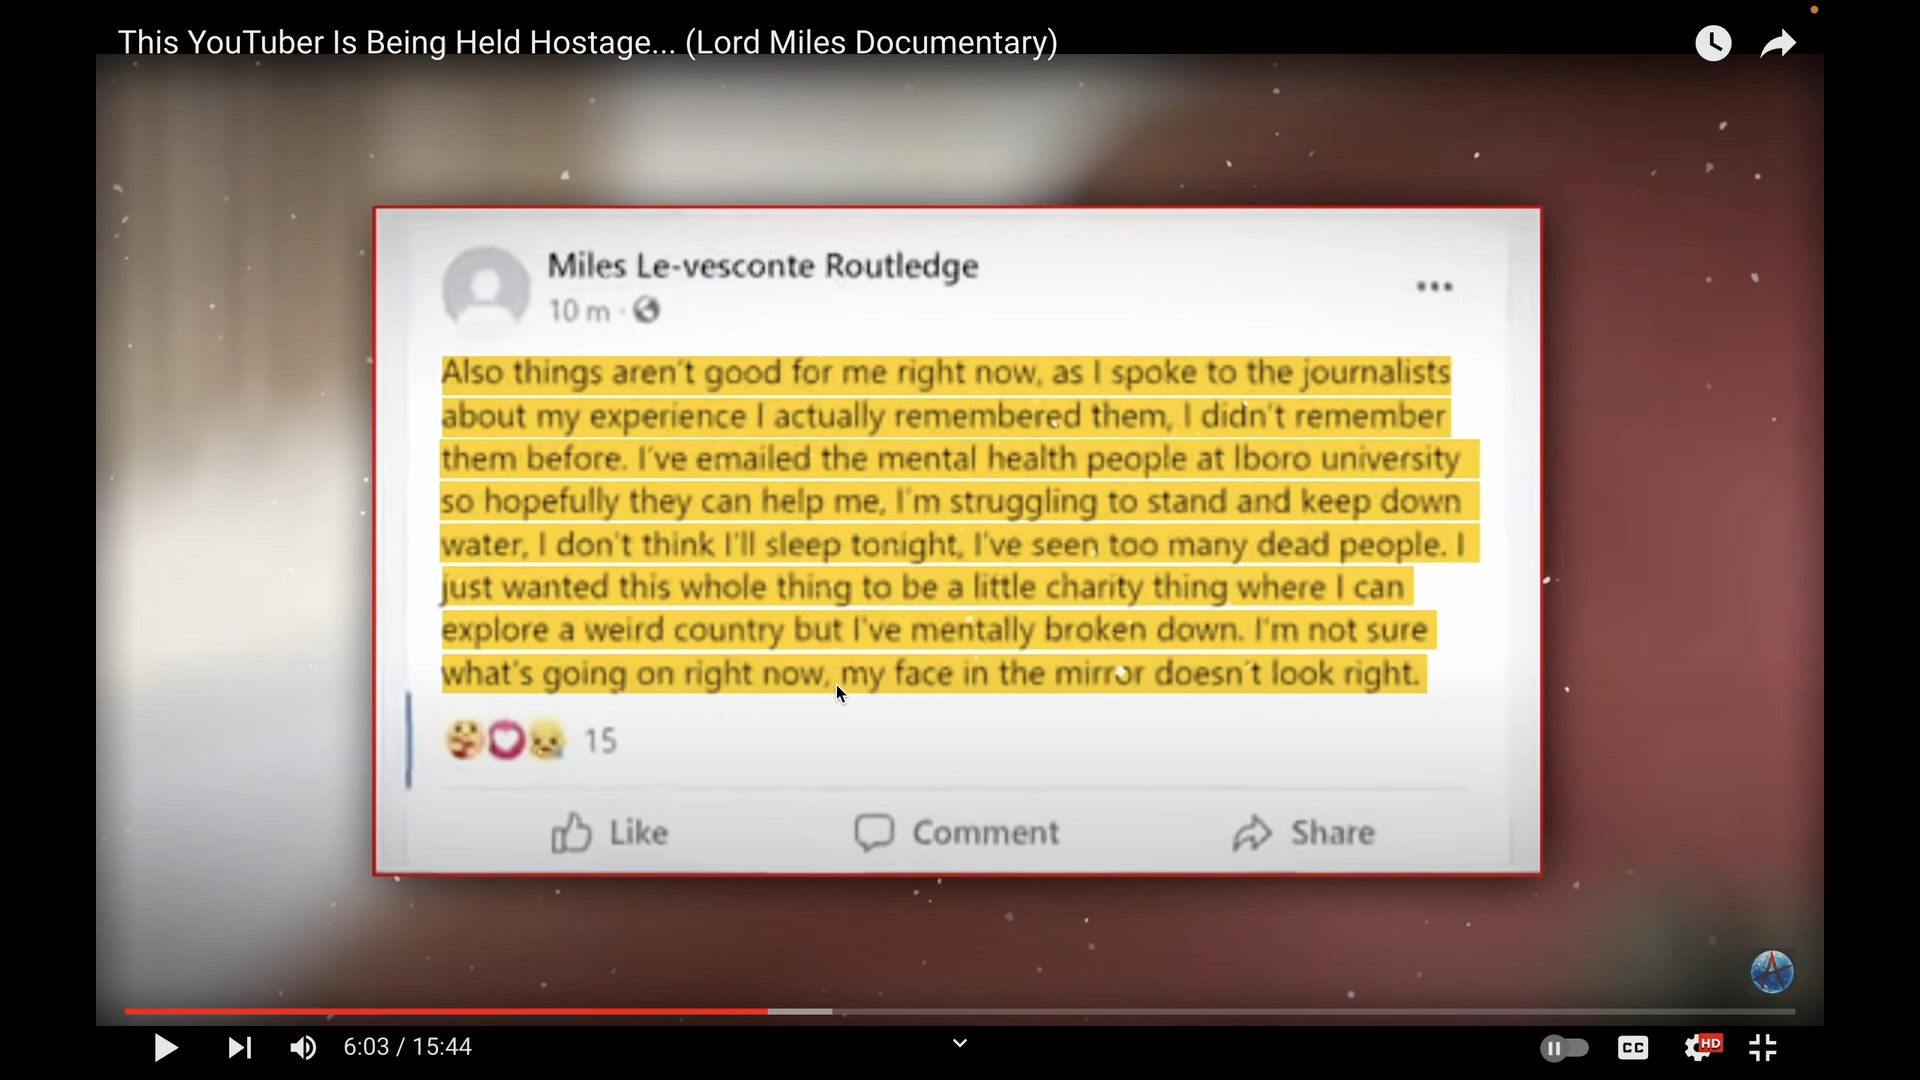 This YouTuber Is Being Held Hostage... (Lord Miles Documentary)
Miles Le-vesconte Routledge
10 m ·
Also things aren't good for me right now, as I spoke to the journalists
about my experience I actually remembered them, I didn't remember
them before. I've emailed the mental health people at lboro university
so hopefully they can help me, I'm struggling to stand and keep down
water, I don't think I'll sleep tonight, I've seen too many dead people. I
just wanted this whole thing to be a little charity thing where I can
explore a weird country but I've mentally broken down. I'm not sure
what's going on right now, my face in the mirror doesn´t look right.
15
Like Comment Share
6:03 / 15:44 CC HD